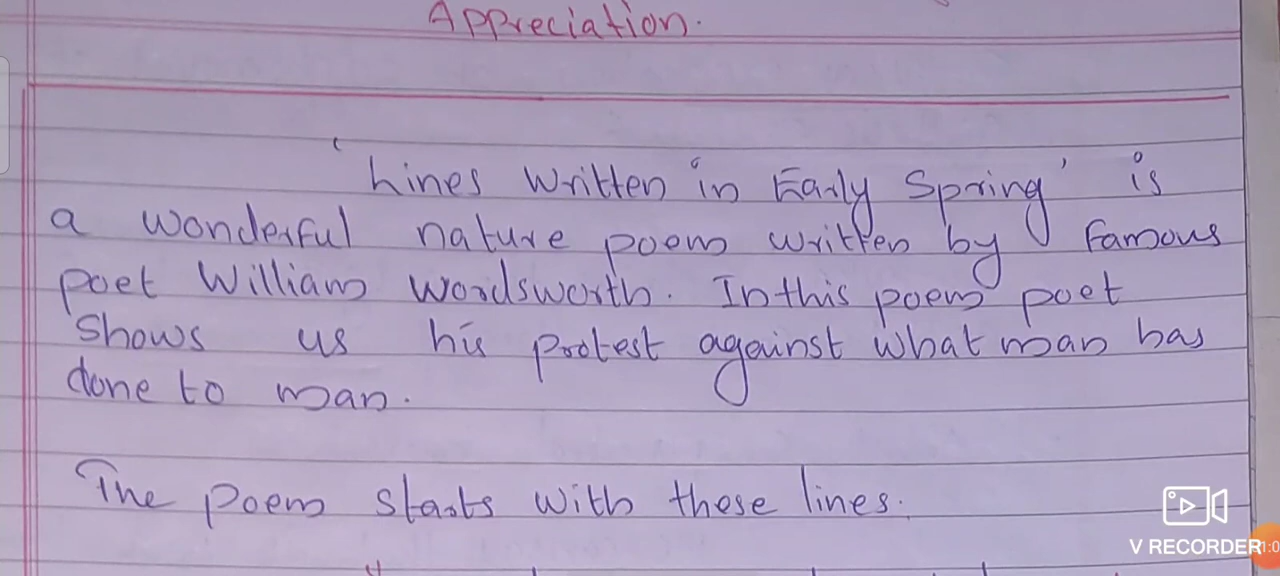 Appreciation.
'Lines Written in Early Spring' is
a wonderful nature poem written by famous
poet William Wordsworth. In this poem poet
shows us his protest against what man has
done to man.
The poem starts with these lines.
V RECORDER